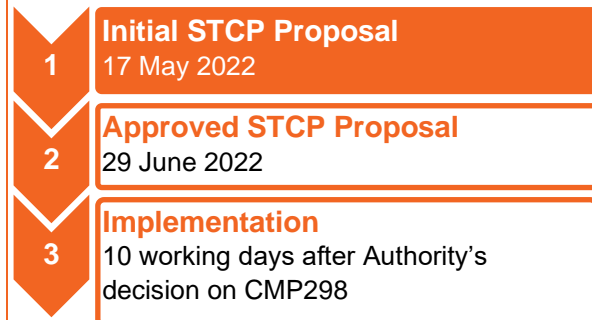 1
Initial STCP Proposal
17 May 2022
2
Approved STCP Proposal
29 June 2022
3
Implementation
10 working days after Authority's
decision on CMP298